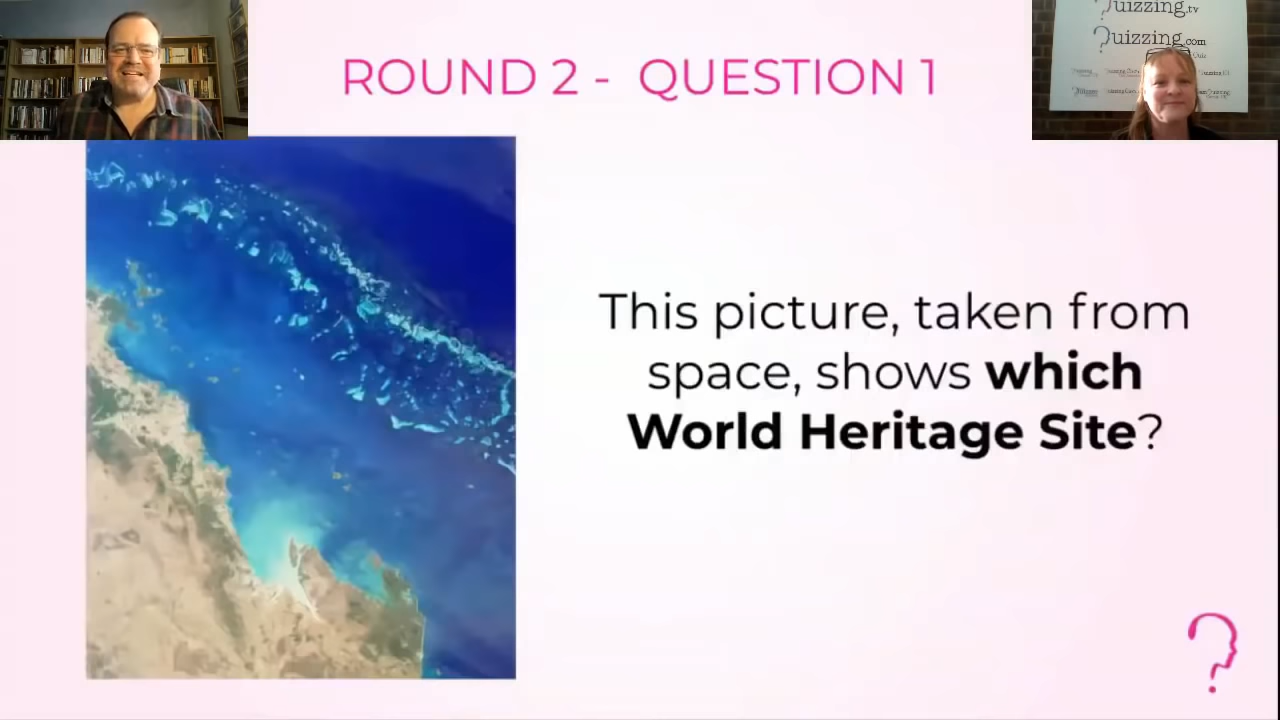 Quizzing.tv
Quizzing.com
ROUND 2 - QUESTION 1
This picture, taken from
space, shows which
World Heritage Site?